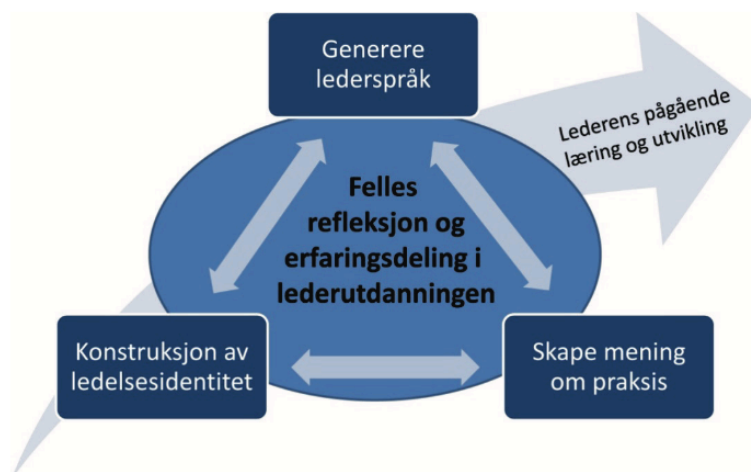 Generere
lederspråk
Lederens pågående
læring og utvikling
Felles
refleksjon og
erfaringsdeling i
lederutdanningen
Konstruksjon av
ledelsesidentitet
Skape mening
om praksis